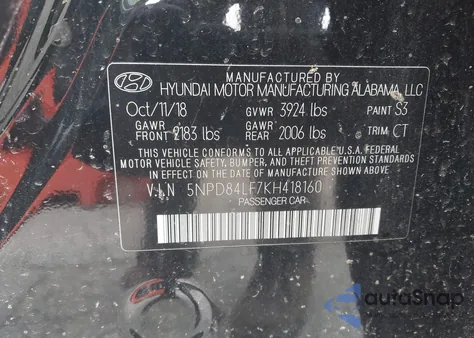 MANUFACTURED BY
HYUNDAI MOTOR MANUFACTURING ALABAMA, LLC
Oct/11/18 GVWR 3924 lbs PAINT S3
GAWR FRONT 2183 lbs GAWR REAR 2006 lbs TRIM CT
THIS VEHICLE CONFORMS TO ALL APPLICABLE U.S.A. FEDERAL
MOTOR VEHICLE SAFETY, BUMPER, AND THEFT PREVENTION
STANDARDS IN EFFECT ON THE DATE OF MANUFACTURE SHOWN ABOVE.
V.I.N 5NPD84LF7KH418160
PASSENGER CAR
AutoSnap